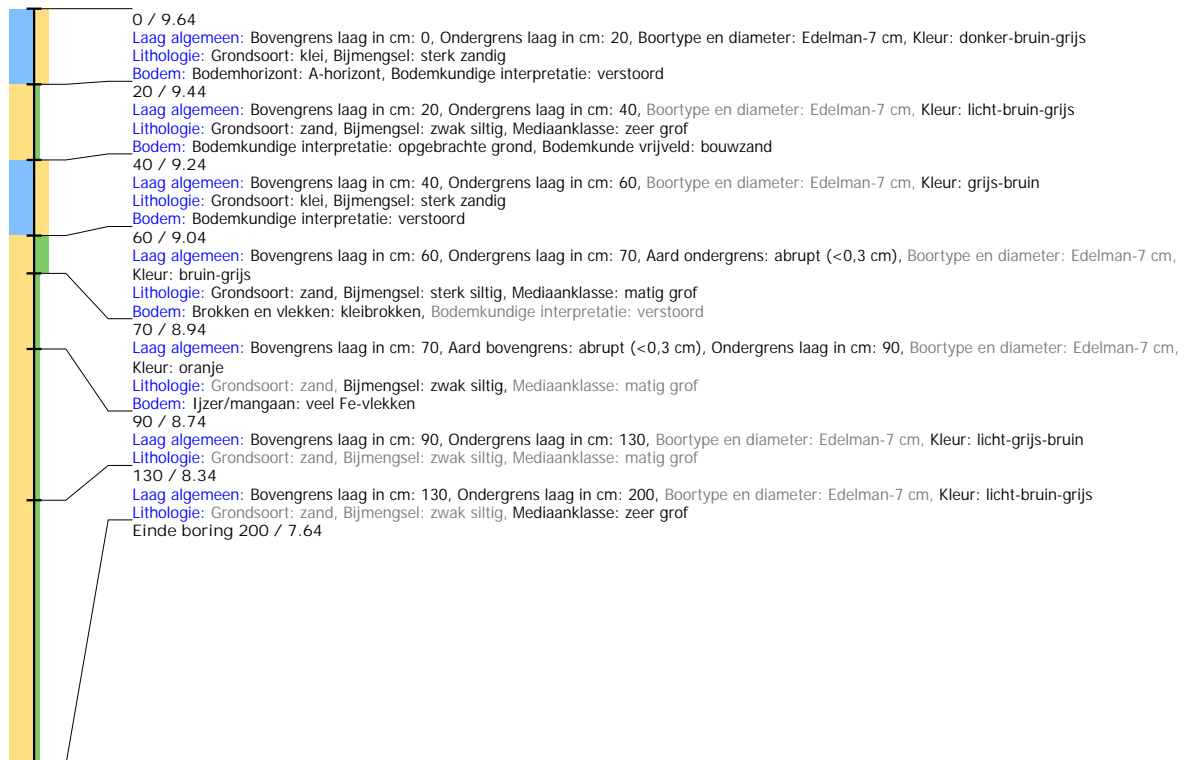 0 / 9.64
Laag algemeen: Bovengrens laag in cm: 0, Ondergrens laag in cm: 20, Boortype en diameter: Edelman-7 cm, Kleur: donker-bruin-grijs
Lithologie: Grondsoort: klei, Bijmengsel: sterk zandig
Bodem: Bodemhorizont: A-horizont, Bodemkundige interpretatie: verstoord
20 / 9.44
Laag algemeen: Bovengrens laag in cm: 20, Ondergrens laag in cm: 40, Boortype en diameter: Edelman-7 cm, Kleur: licht-bruin-grijs
Lithologie: Grondsoort: zand, Bijmengsel: zwak siltig, Mediaanklasse: zeer grof
Bodem: Bodemkundige interpretatie: opgebrachte grond, Bodemkunde vrijveld: bouwzand
40 / 9.24
Laag algemeen: Bovengrens laag in cm: 40, Ondergrens laag in cm: 60, Boortype en diameter: Edelman-7 cm, Kleur: grijs-bruin
Lithologie: Grondsoort: klei, Bijmengsel: sterk zandig
Bodem: Bodemkundige interpretatie: verstoord
60 / 9.04
Laag algemeen: Bovengrens laag in cm: 60, Ondergrens laag in cm: 70, Aard ondergrens: abrupt (<0,3 cm), Boortype en diameter: Edelman-7 cm,
Kleur: bruin-grijs
Lithologie: Grondsoort: zand, Bijmengsel: sterk siltig, Mediaanklasse: matig grof
Bodem: Brokken en vlekken: kleibrokken, Bodemkundige interpretatie: verstoord
70 / 8.94
Laag algemeen: Bovengrens laag in cm: 70, Aard bovengrens: abrupt (<0,3 cm), Ondergrens laag in cm: 90, Boortype en diameter: Edelman-7 cm,
Kleur: oranje
Lithologie: Grondsoort: zand, Bijmengsel: zwak siltig, Mediaanklasse: matig grof
Bodem: Ijzer/mangaan: veel Fe-vlekken
90 / 8.74
Laag algemeen: Bovengrens laag in cm: 90, Ondergrens laag in cm: 130, Boortype en diameter: Edelman-7 cm, Kleur: licht-grijs-bruin
Lithologie: Grondsoort: zand, Bijmengsel: zwak siltig, Mediaanklasse: matig grof
130 / 8.34
Laag algemeen: Bovengrens laag in cm: 130, Ondergrens laag in cm: 200, Boortype en diameter: Edelman-7 cm, Kleur: licht-bruin-grijs
Lithologie: Grondsoort: zand, Bijmengsel: zwak siltig, Mediaanklasse: zeer grof
Einde boring 200 / 7.64